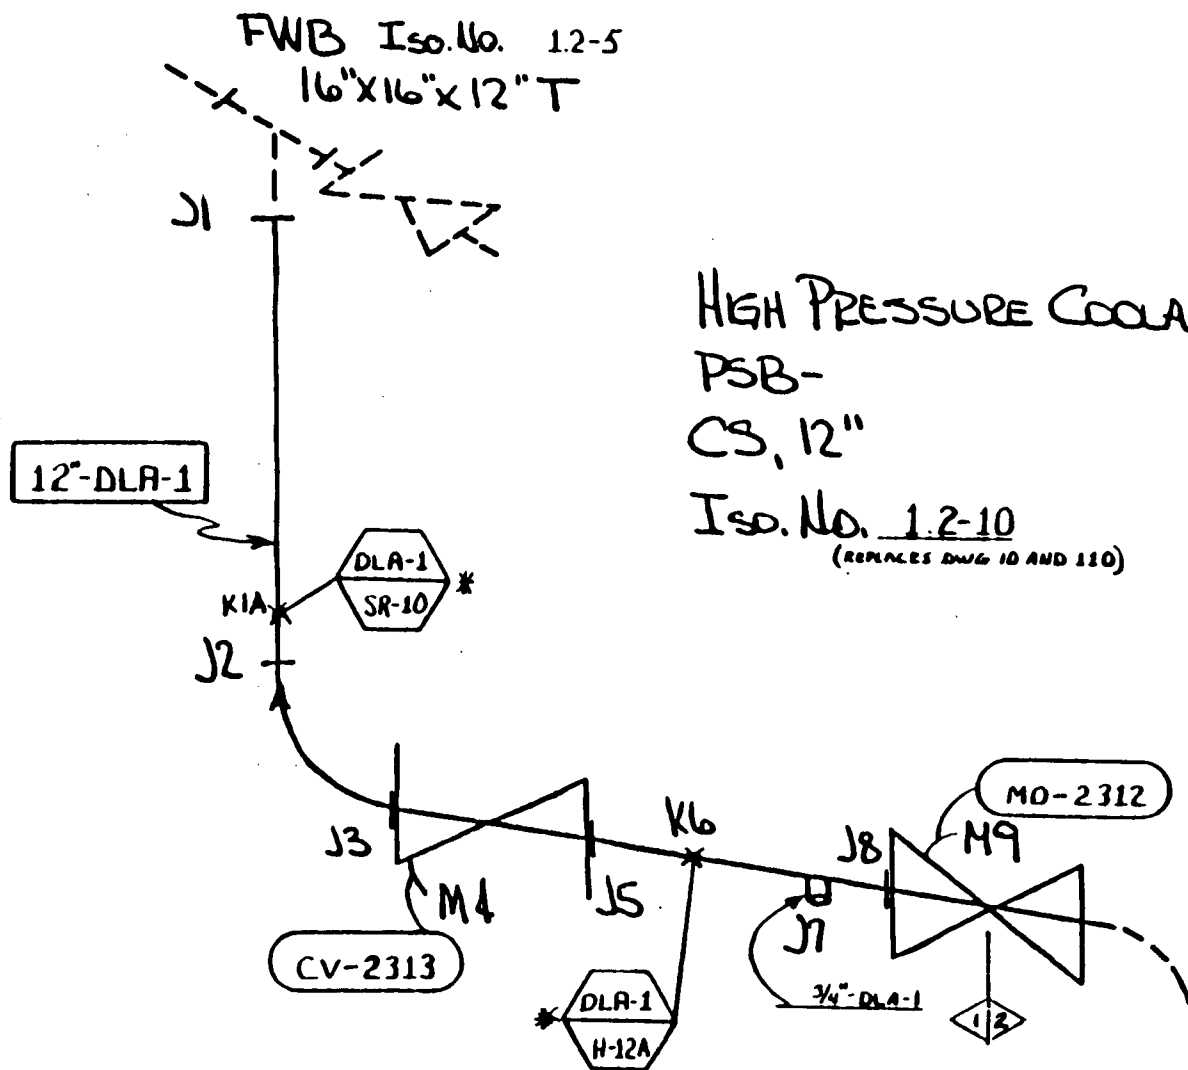 FWB Iso. No. 1.2-5
16"X16"X12" T
J1
HIGH PRESSURE COOLA
PSB-
CS, 12"
Iso. No. 1.2-10
(REPLACES DWG 10 AND 110)
12"-DLA-1
DLA-1
SR-10
*
K1A
J2
MO-2312
K6
J3
J8
M9
M4
J5
J7
CV-2313
3/4"-DLA-1
*
DLA-1
H-12A
1 2